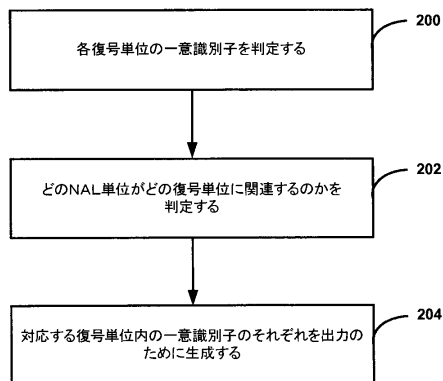 各復号単位の一意識別子を判定する
200
どのNAL単位がどの復号単位に関連するのかを
判定する
202
対応する復号単位内の一意識別子のそれぞれを出力の
ために生成する
204